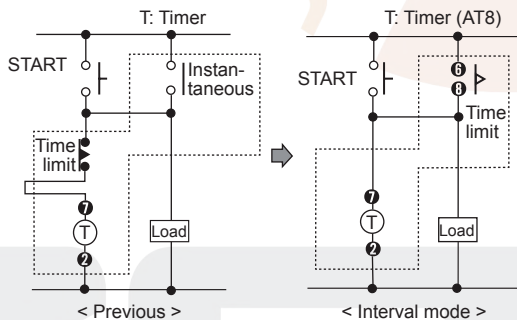 T: Timer
START
Instan-
taneous
Time
limit
7
T
2
Load
< Previous >
T: Timer (AT8)
START
6
8
Time
limit
7
T
2
Load
< Interval mode >